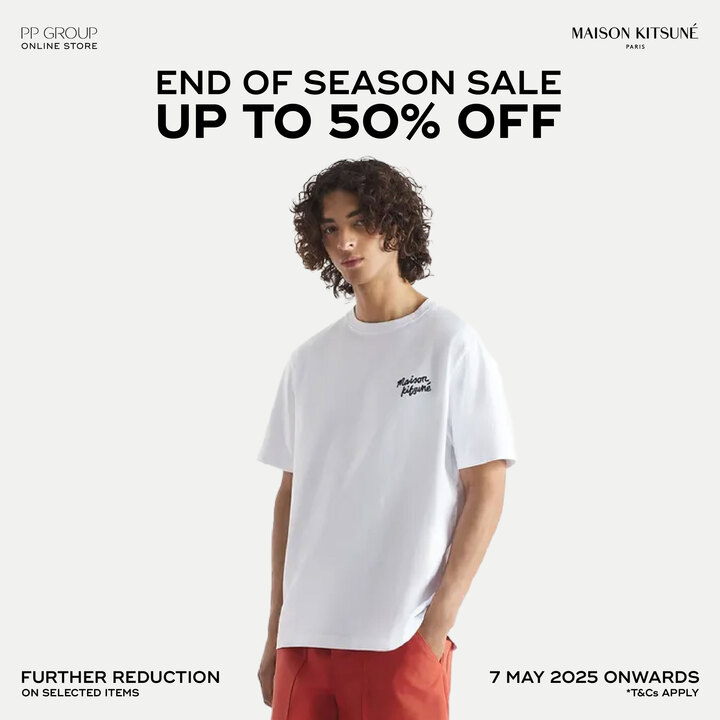 PP GROUP
ONLINE STORE
MAISON KITSUNÉ
PARIS
END OF SEASON SALE
UP TO 50% OFF
Maison
Kitsuné
FURTHER REDUCTION
ON SELECTED ITEMS
7 MAY 2025 ONWARDS
*T&Cs APPLY